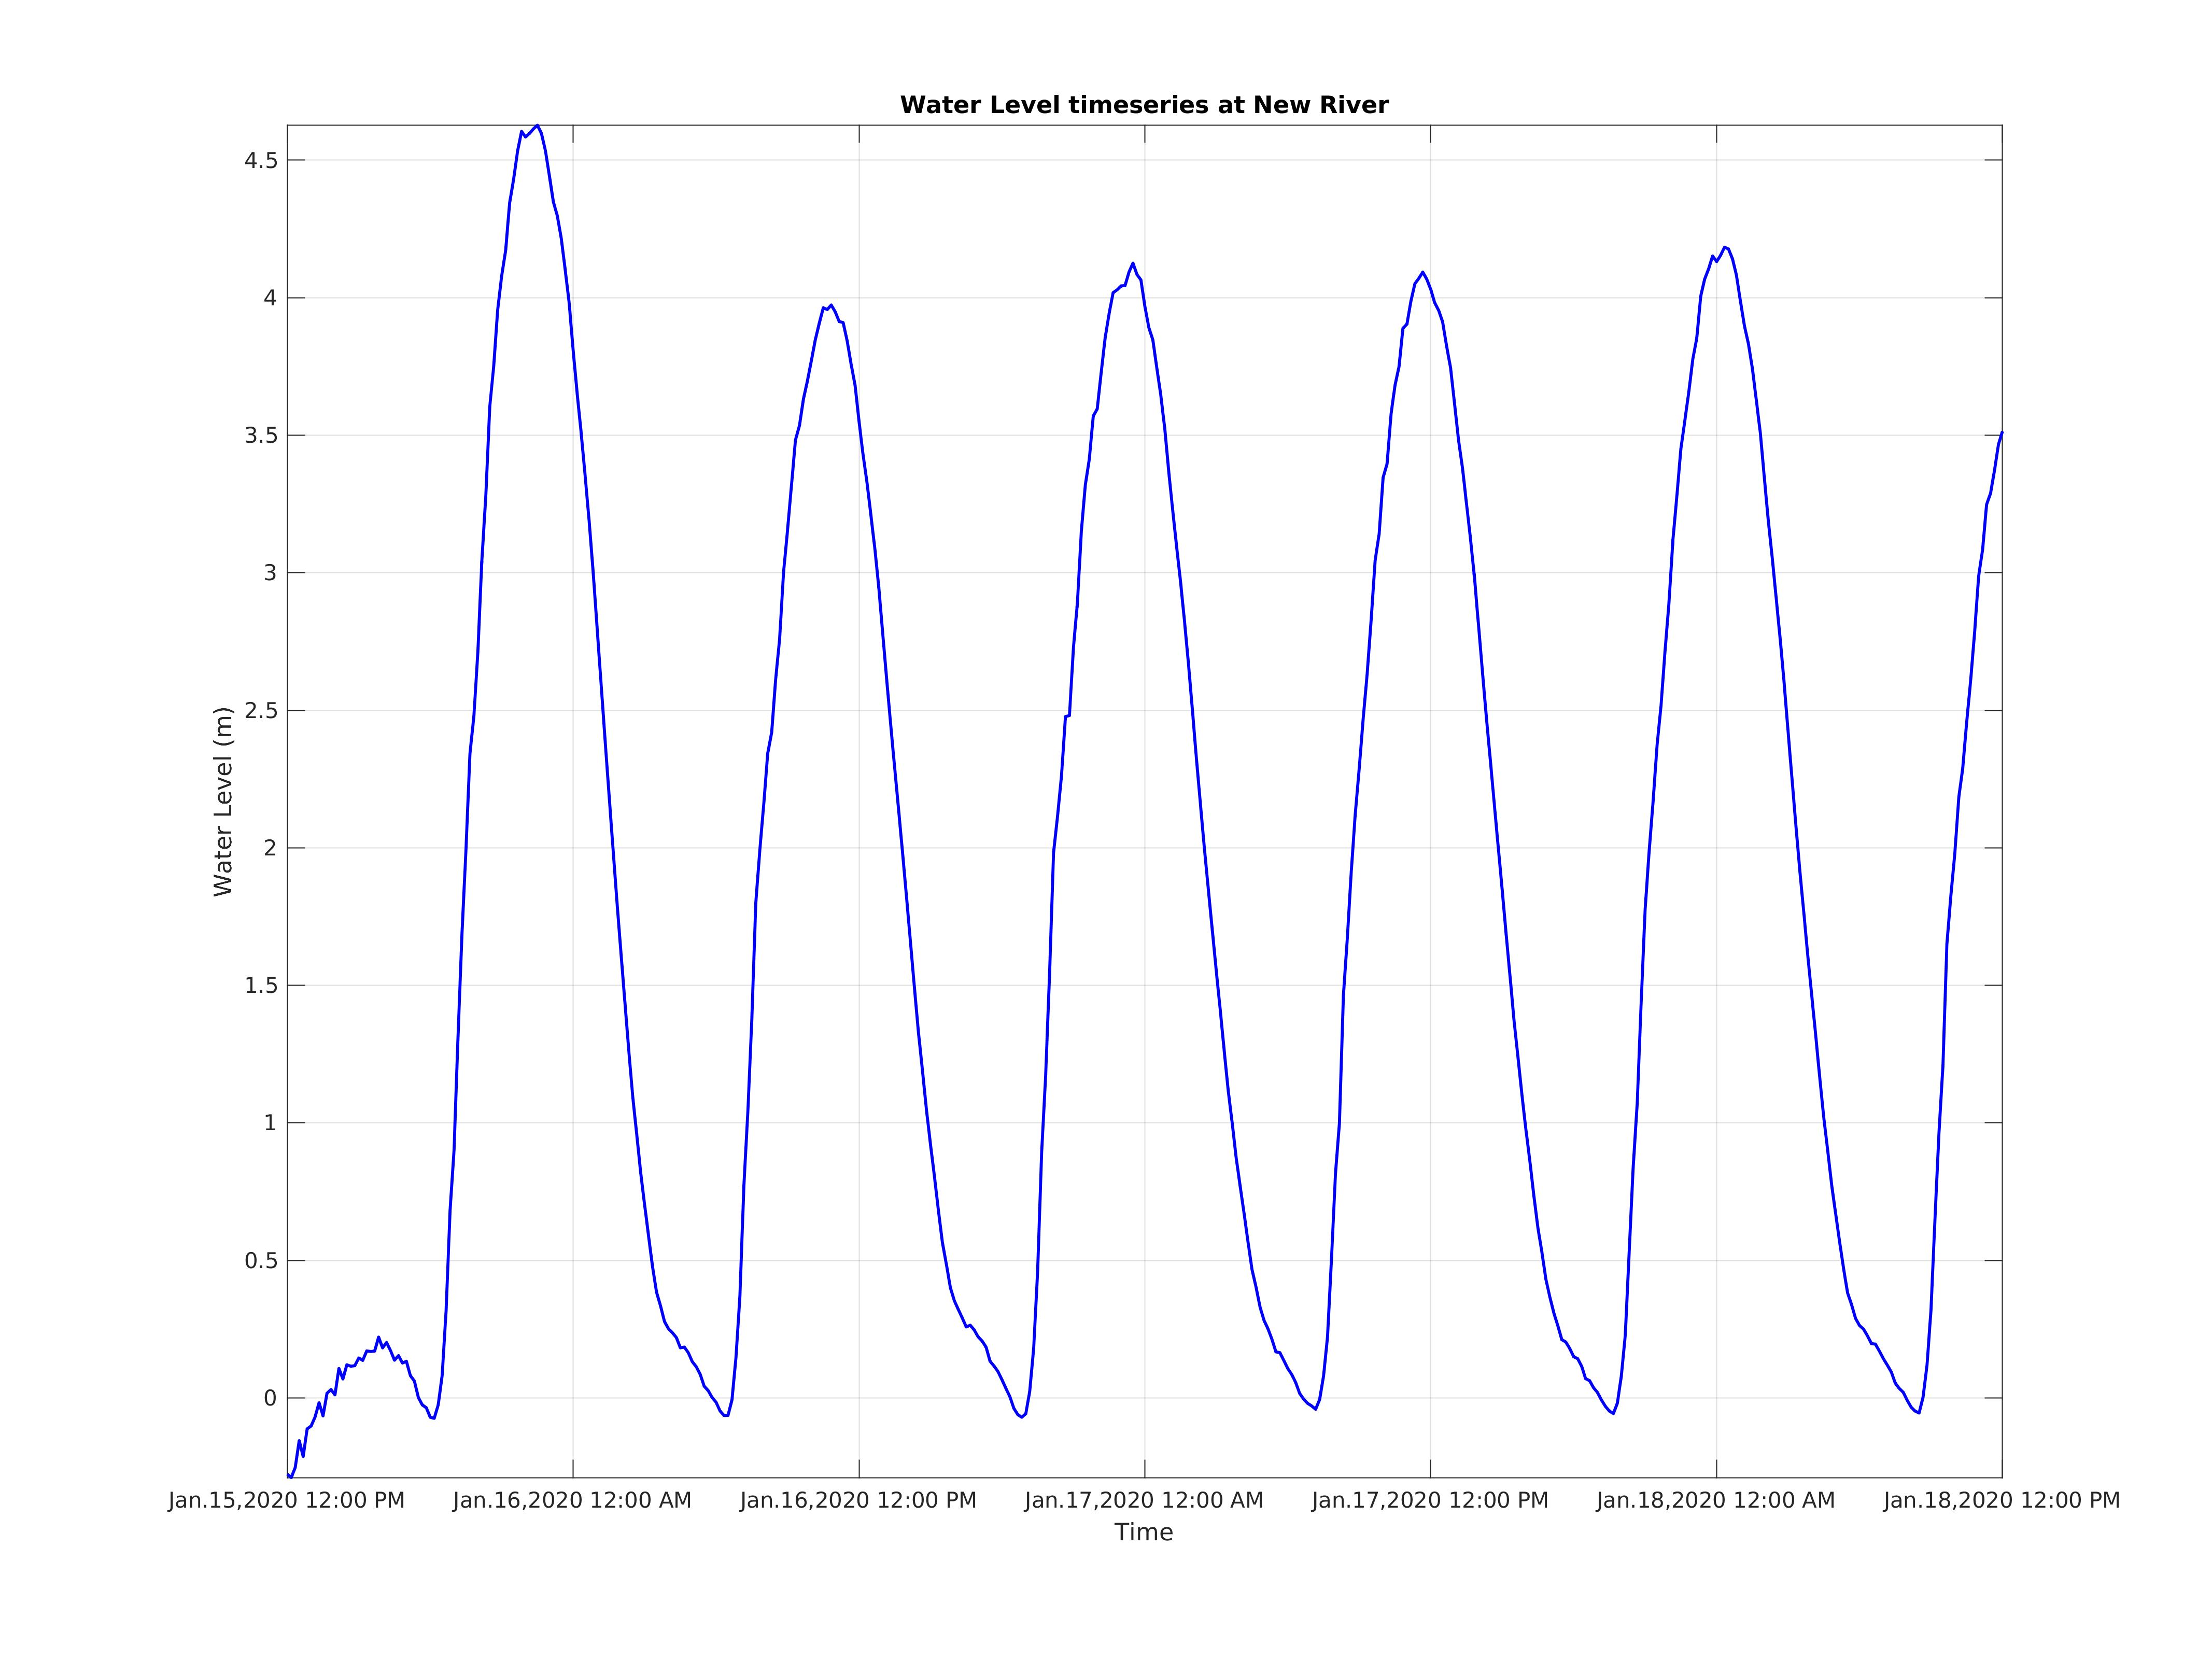 Water Level timeseries at New River
Water Level (m)
4.5
4
3.5
3
2.5
2
1.5
1
0.5
0
Jan.15,2020 12:00 PM
Jan.16,2020 12:00 AM
Jan.16,2020 12:00 PM
Jan.17,2020 12:00 AM
Jan.17,2020 12:00 PM
Jan.18,2020 12:00 AM
Jan.18,2020 12:00 PM
Time